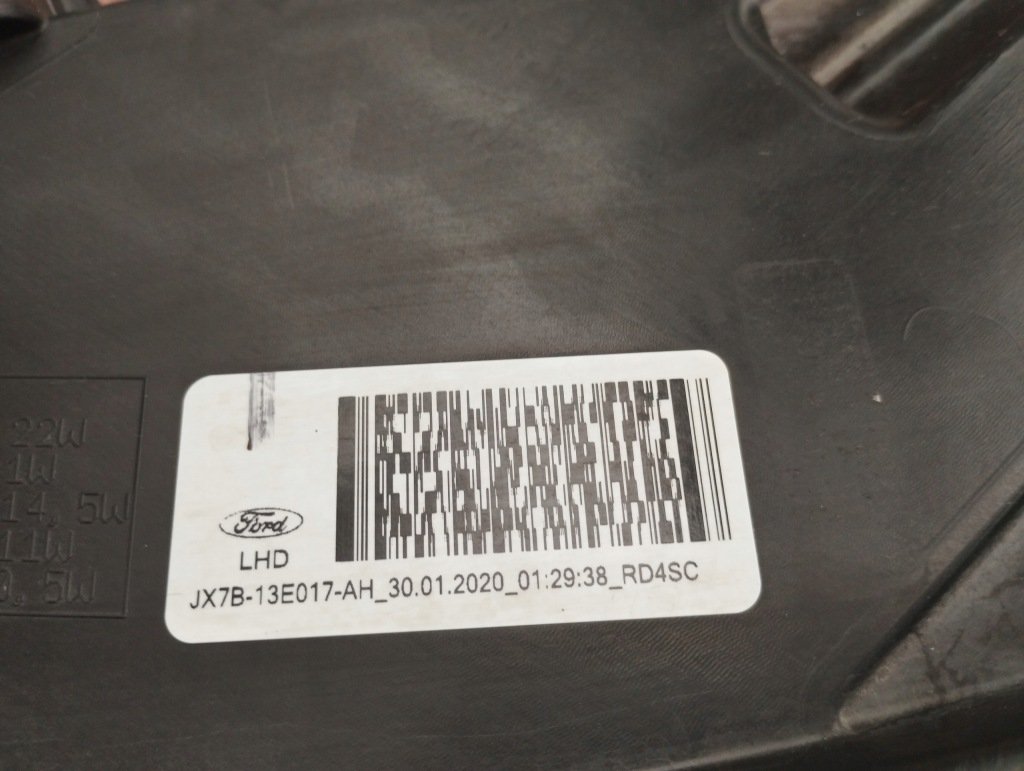 22W
1W
14.5W
11W
0.5W
Ford
LHD
JX7B-13E017-AH_30.01.2020_01:29:38_RD4SC